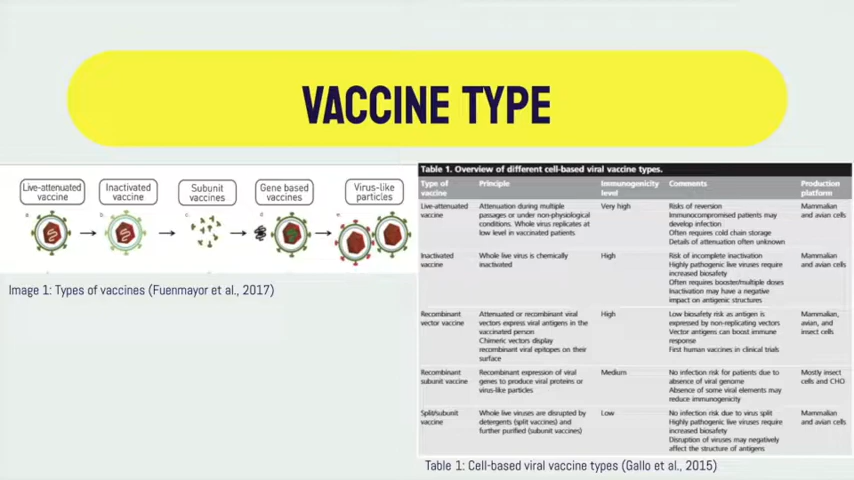 VACCINE TYPE
Live-attenuated
vaccine
Inactivated
vaccine
Subunit
vaccines
Gene based
vaccines
Virus-like
particles
a.
b.
c.
d.
e.
Image 1: Types of vaccines (Fuenmayor et al., 2017)
Table 1. Overview of different cell-based viral vaccine types.
Type of
vaccine
Principle
Immunogenicity
level
Comments
Production
platform
Live-attenuated
vaccine
Attenuation during multiple
passages or under non-physiological
conditions. Whole virus replicates at
low level in vaccinated patients
Very high
Risks of reversion
Immunocompromised patients may
develop infection
Often requires cold chain storage
Details of attenuation often unknown
Mammalian
and avian cells
Inactivated
vaccine
Whole live virus is chemically
inactivated
High
Risk of incomplete inactivation
Highly pathogenic live viruses require
increased biosafety
Often requires booster/multiple doses
Inactivation may have a negative
impact on antigenic structures
Mammalian
and avian cells
Recombinant
vector vaccine
Attenuated or recombinant viral
vectors express viral antigens in the
vaccinated person
Chimeric vectors display
recombinant viral epitopes on their
surface
High
Low biosafety risk as antigen is
expressed by non-replicating vectors
Vector antigens can boost immune
response
First human vaccines in clinical trials
Mammalian,
avian, and
insect cells
Recombinant
subunit vaccine
Recombinant expression of viral
genes to produce viral proteins or
virus-like particles
Medium
No infection risk for patients due to
absence of viral genome
Absence of some viral elements may
reduce immunogenicity
Mostly insect
cells and CHO
Split/subunit
vaccine
Whole live viruses are disrupted by
detergents (split vaccines) and
further purified (subunit vaccines)
Low
No infection risk due to virus split
Highly pathogenic live viruses require
increased biosafety
Disruption of viruses may negatively
affect the structure of antigens
Mammalian
and avian cells
Table 1: Cell-based viral vaccine types (Gallo et al., 2015)